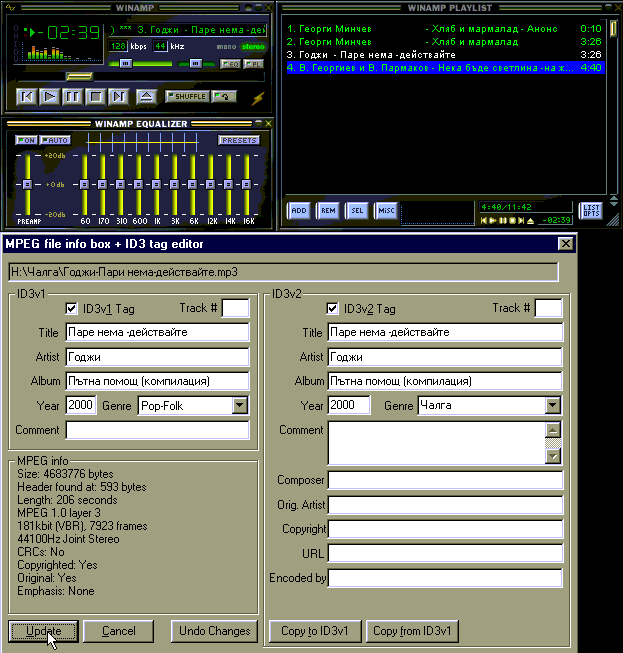 WINAMP
-02:39
*** 3. Годжи - Паре нема -дей
128 kbps 44 kHz mono stereo
EQ PL
SHUFFLE
WINAMP EQUALIZER
ON AUTO PRESETS
+20db
+0db
-20db
PREAMP 60 170 310 600 1K 3K 6K 12K 14K 16K
WINAMP PLAYLIST
1. Георги Минчев - Хляб и мармалад - Анонс 0:10
2. Георги Минчев - Хляб и мармалад 3:26
3. Годжи - Паре нема -действайте 3:26
4. В. Георгиев и В. Пармаков - Нека бъде светлина -на ж... 4:40
ADD REM SEL MISC
4:40/11:42
-02:39
LIST
OPTS
MPEG file info box + ID3 tag editor
H:\Чалга\Годжи-Пари нема-действайте.mp3
ID3v1
ID3v1 Tag Track #
Title Паре нема -действайте
Artist Годжи
Album Пътна помощ (компилация)
Year 2000 Genre Pop-Folk
Comment
MPEG info
Size: 4683776 bytes
Header found at: 593 bytes
Length: 206 seconds
MPEG 1.0 layer 3
181kbit (VBR), 7923 frames
44100Hz Joint Stereo
CRCs: No
Copyrighted: Yes
Original: Yes
Emphasis: None
ID3v2
ID3v2 Tag Track #
Title Паре нема -действайте
Artist Годжи
Album Пътна помощ (компилация)
Year 2000 Genre Чалга
Comment
Composer
Orig. Artist
Copyright
URL
Encoded by
Update Cancel Undo Changes Copy to ID3v1 Copy from ID3v1